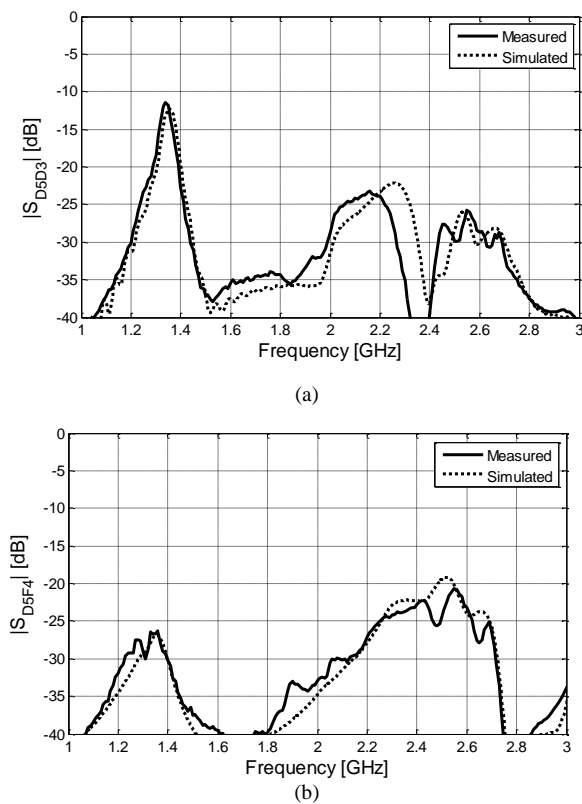 0
Measured
-5
Simulated
-10
-15
-20
-25
-30
-35
-40
|S_D5D3| [dB]
1 1.2 1.4 1.6 1.8 2 2.2 2.4 2.6 2.8 3
Frequency [GHz]
(a)
0
Measured
-5
Simulated
-10
-15
-20
-25
-30
-35
-40
|S_D5F4| [dB]
1 1.2 1.4 1.6 1.8 2 2.2 2.4 2.6 2.8 3
Frequency [GHz]
(b)